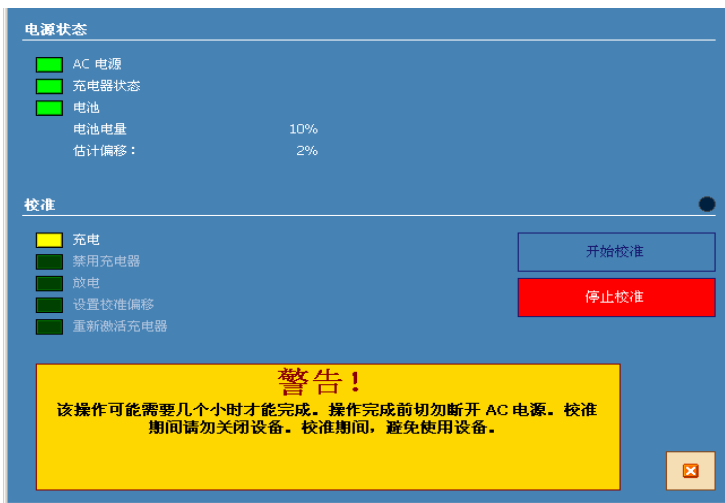 电源状态
AC 电源
充电器状态
电池
电池电量 10%
估计偏移： 2%
校准
充电
禁用充电器
放电
设置校准偏移
重新激活充电器
开始校准
停止校准
警告！
该操作可能需要几个小时才能完成。操作完成前切勿断开 AC 电源。校准
期间请勿关闭设备。校准期间，避免使用设备。